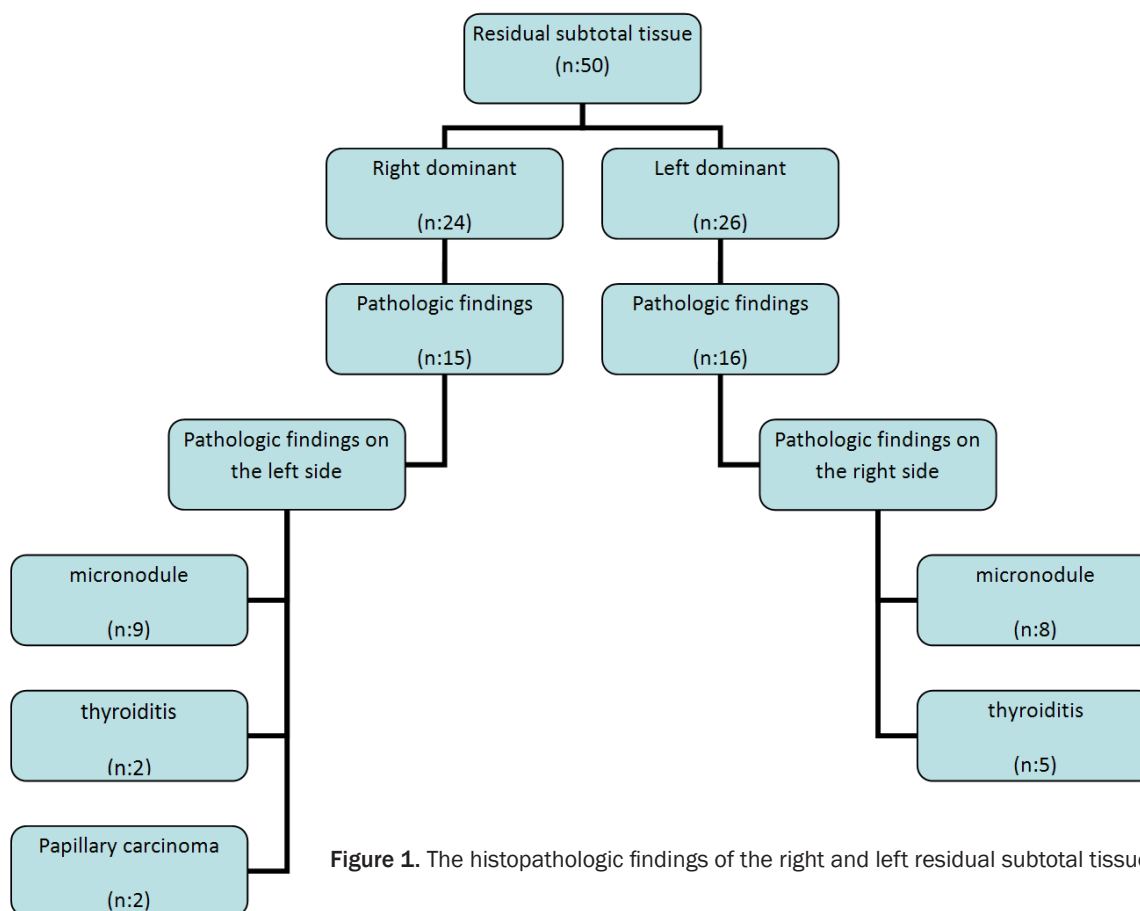 Residual subtotal tissue
(n:50)
Right dominant
(n:24)
Left dominant
(n:26)
Pathologic findings
(n:15)
Pathologic findings
(n:16)
Pathologic findings on
the left side
Pathologic findings on
the right side
micronodule
(n:9)
micronodule
(n:8)
thyroiditis
(n:2)
thyroiditis
(n:5)
Papillary carcinoma
(n:2)
Figure 1. The histopathologic findings of the right and left residual subtotal tissue